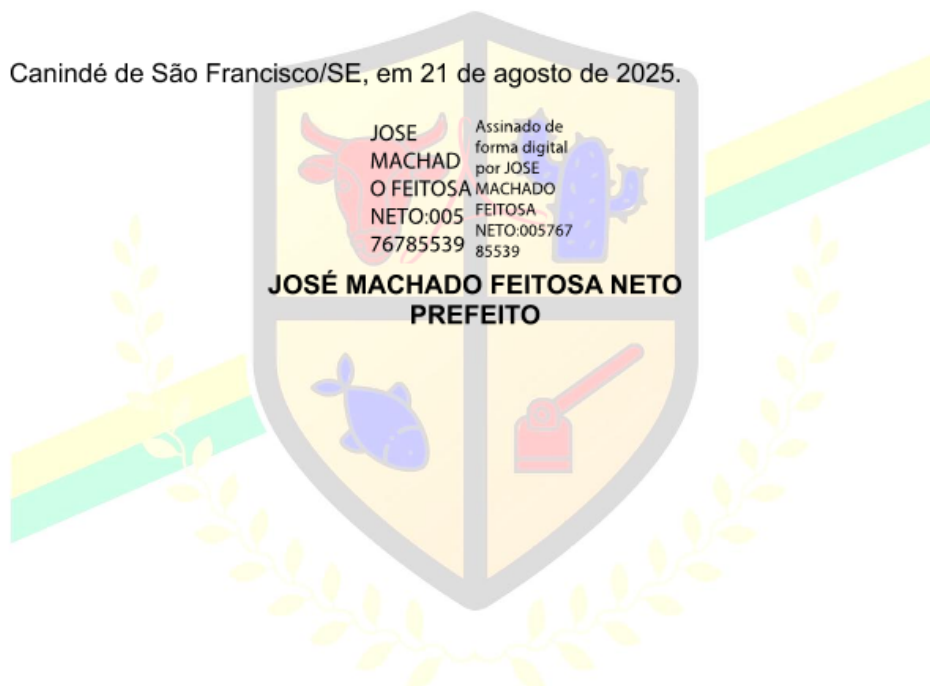 Canindé de São Francisco/SE, em 21 de agosto de 2025.
JOSE
MACHAD
O FEITOSA
NETO:005
76785539
Assinado de
forma digital
por JOSE
MACHADO
FEITOSA
NETO:005767
85539
JOSÉ MACHADO FEITOSA NETO
PREFEITO